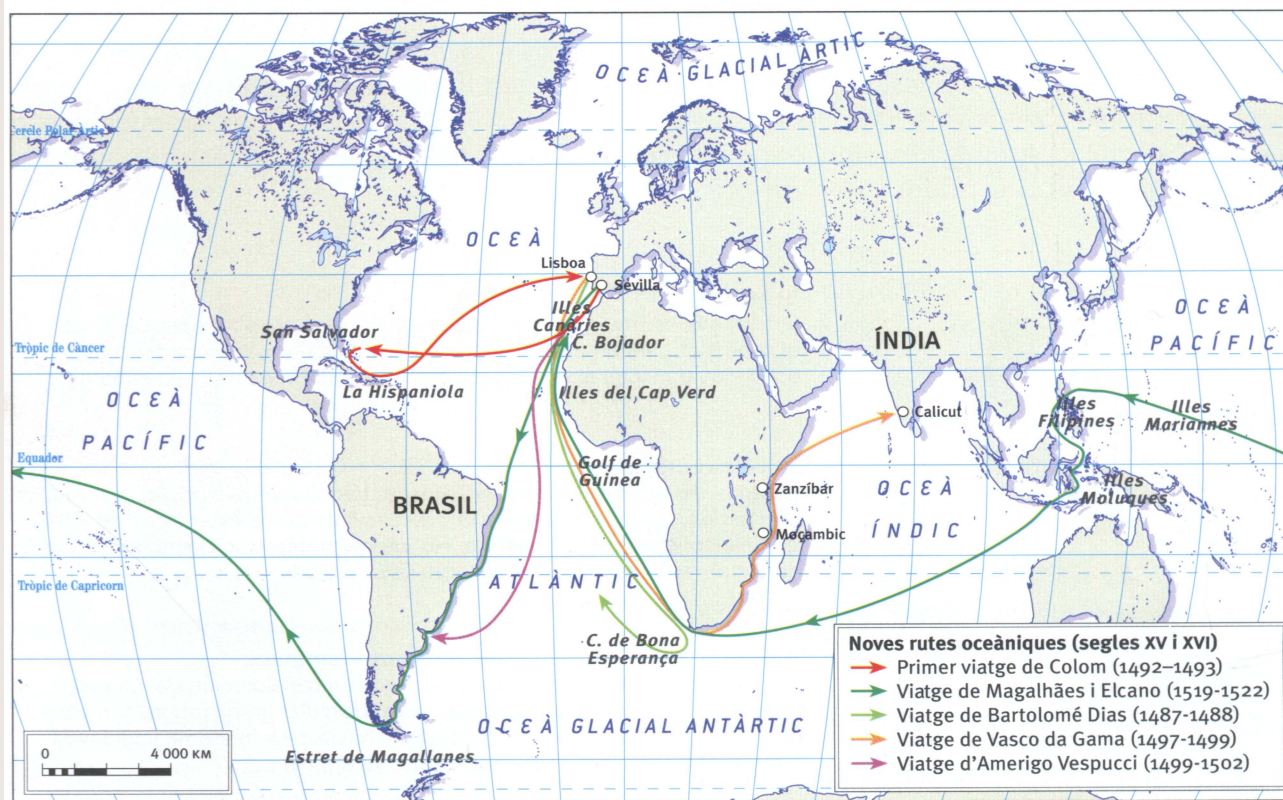 OCEÀ GLACIAL ÀRTIC
Cercle Polar Àrtic
OCEÀ
Lisboa
Sevilla
Illes
Canàries
C. Bojador
San Salvador
Tròpic de Càncer
La Hispaniola
Illes del Cap Verd
ÍNDIA
OCEÀ
PACÍFIC
OCEÀ
PACÍFIC
Calicut
Illes
Filipines
Illes
Mariannes
Equador
Golf de
Guinea
BRASIL
Zanzíbar
OCEÀ
ÍNDIC
Illes
Moluques
Moçambic
Tròpic de Capricorn
ATLÀNTIC
C. de Bona
Esperança
OCEÀ GLACIAL ANTÀRTIC
Estret de Magallanes
0 4 000 KM
Noves rutes oceàniques (segles XV i XVI)
Primer viatge de Colom (1492–1493)
Viatge de Magalhães i Elcano (1519-1522)
Viatge de Bartolomé Dias (1487-1488)
Viatge de Vasco da Gama (1497-1499)
Viatge d'Amerigo Vespucci (1499-1502)